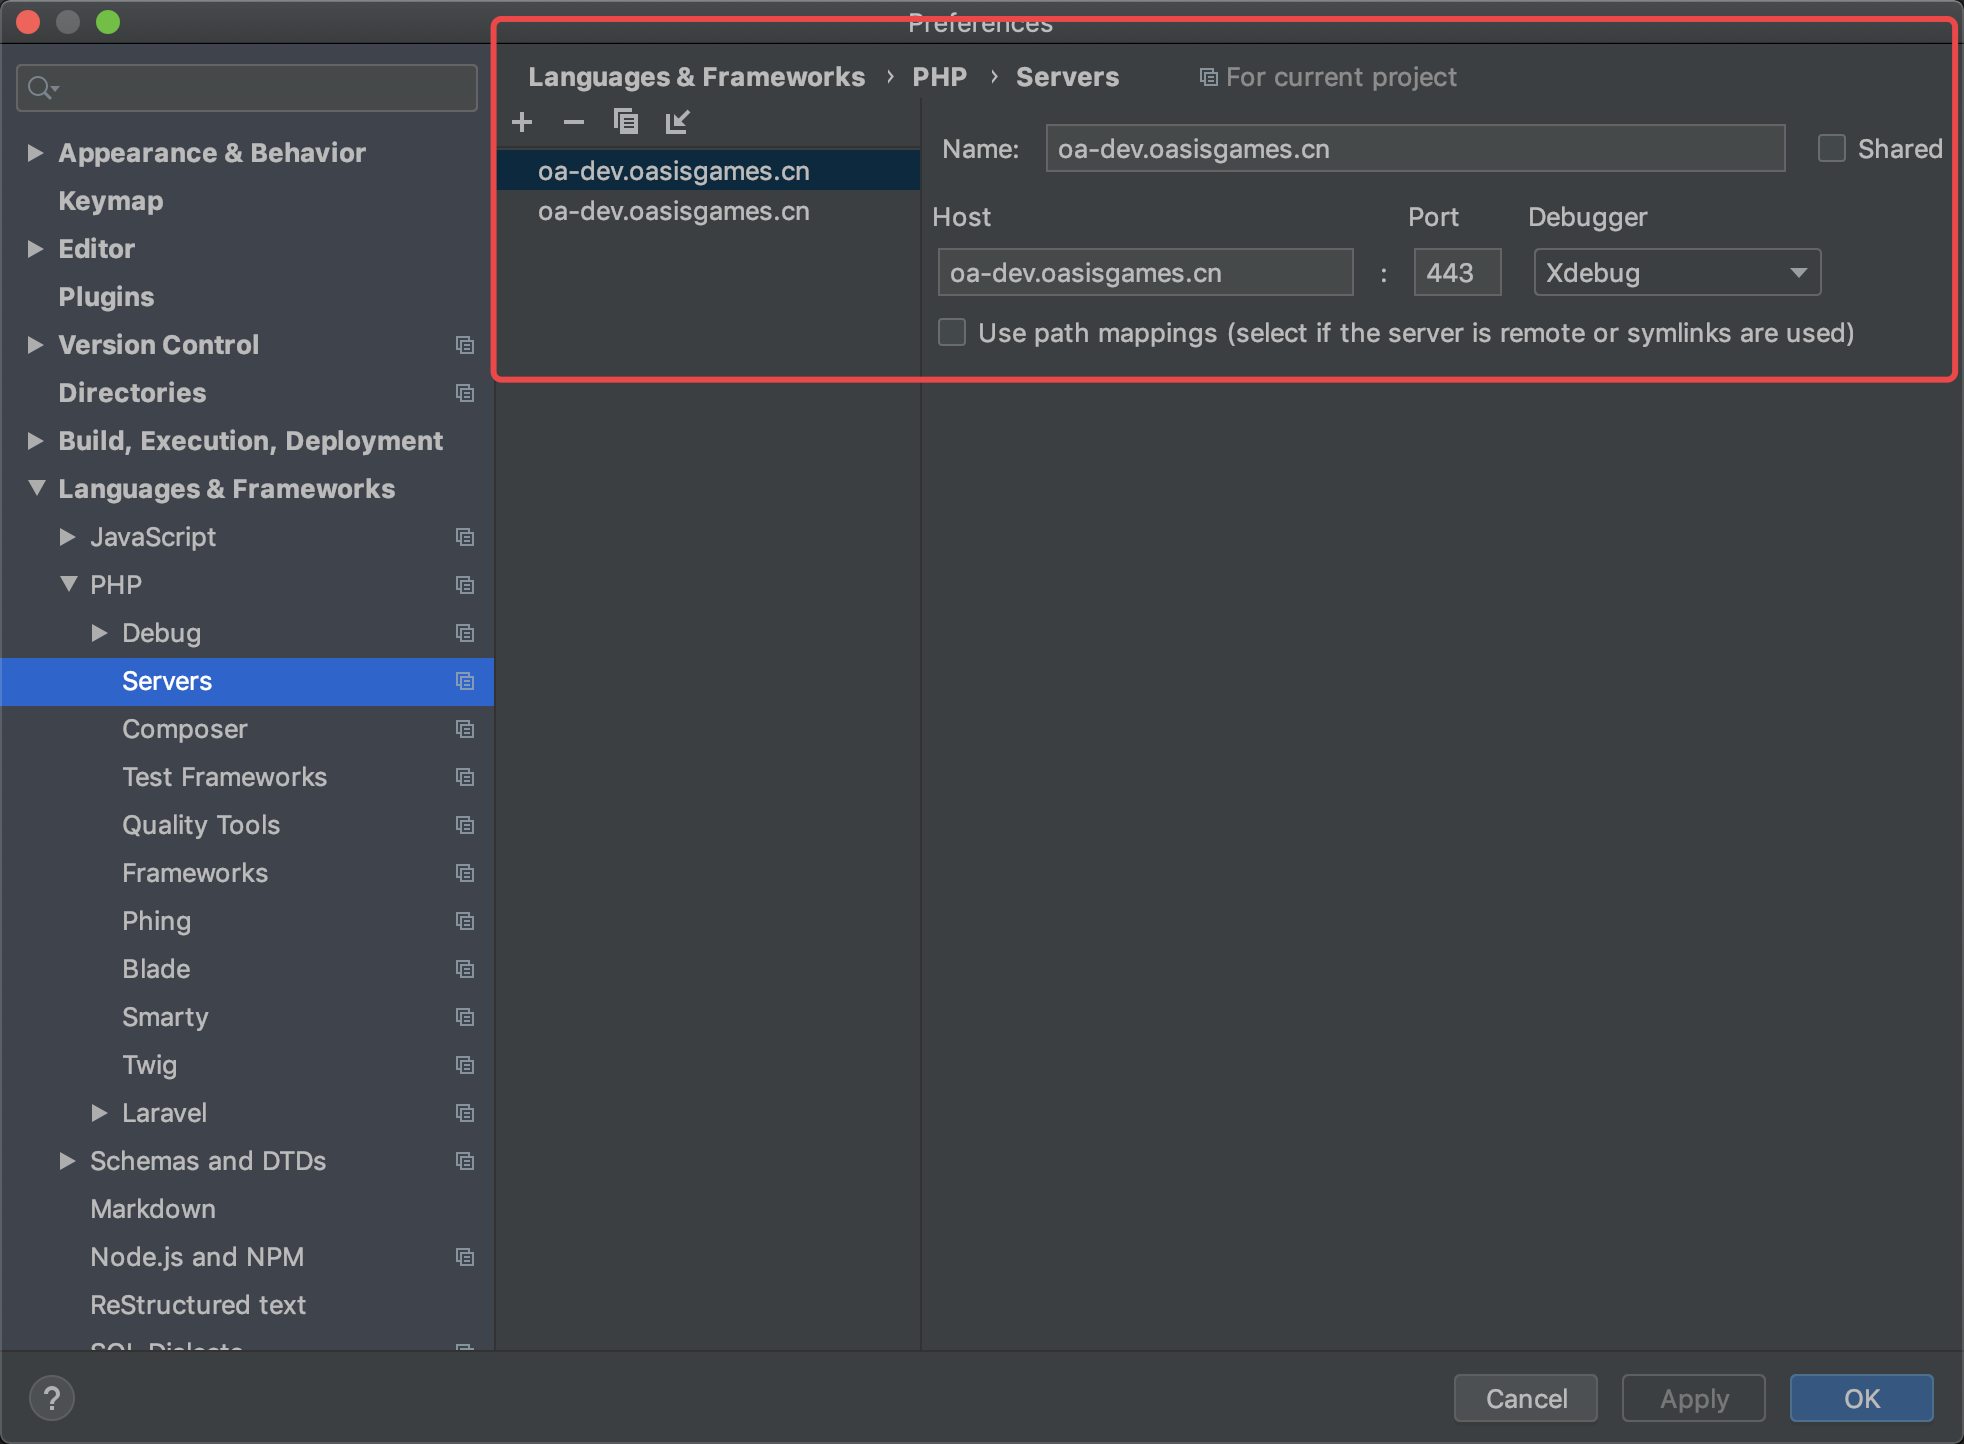 Preferences
Appearance & Behavior
Keymap
Editor
Plugins
Version Control
Directories
Build, Execution, Deployment
Languages & Frameworks
JavaScript
PHP
Debug
Servers
Composer
Test Frameworks
Quality Tools
Frameworks
Phing
Blade
Smarty
Twig
Laravel
Schemas and DTDs
Markdown
Node.js and NPM
ReStructured text
SQL Dialects
Languages & Frameworks › PHP › Servers For current project
oa-dev.oasisgames.cn
oa-dev.oasisgames.cn
Name: oa-dev.oasisgames.cn Shared
Host Port Debugger
oa-dev.oasisgames.cn : 443 Xdebug
Use path mappings (select if the server is remote or symlinks are used)
? Cancel Apply OK